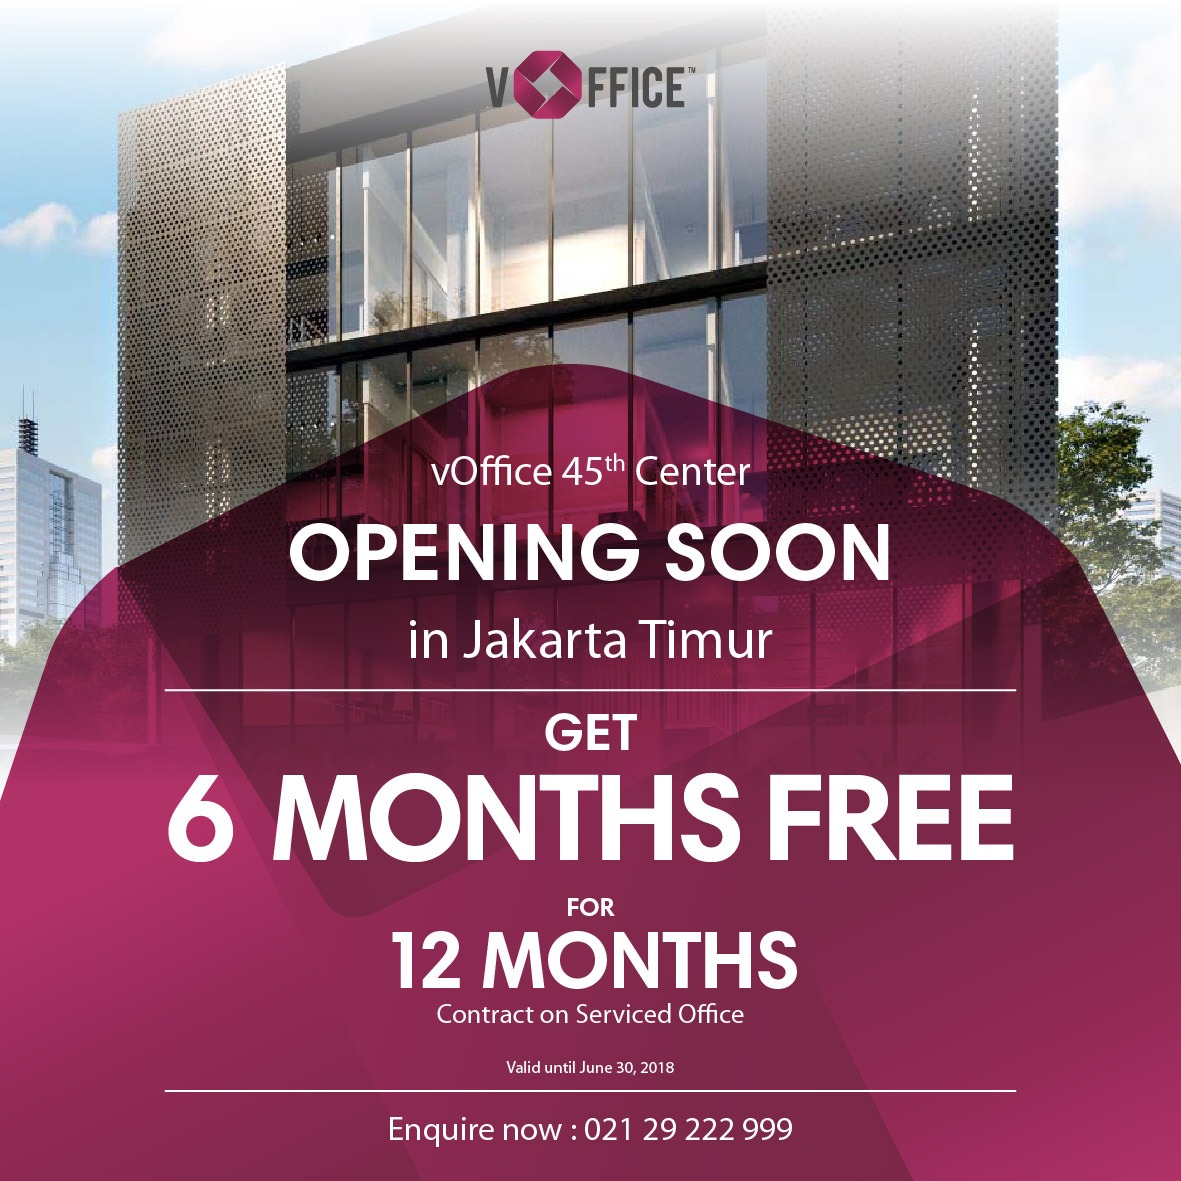 VOFFICE™
vOffice 45th Center
OPENING SOON
in Jakarta Timur
GET
6 MONTHS FREE
FOR
12 MONTHS
Contract on Serviced Office
Valid until June 30, 2018
Enquire now : 021 29 222 999